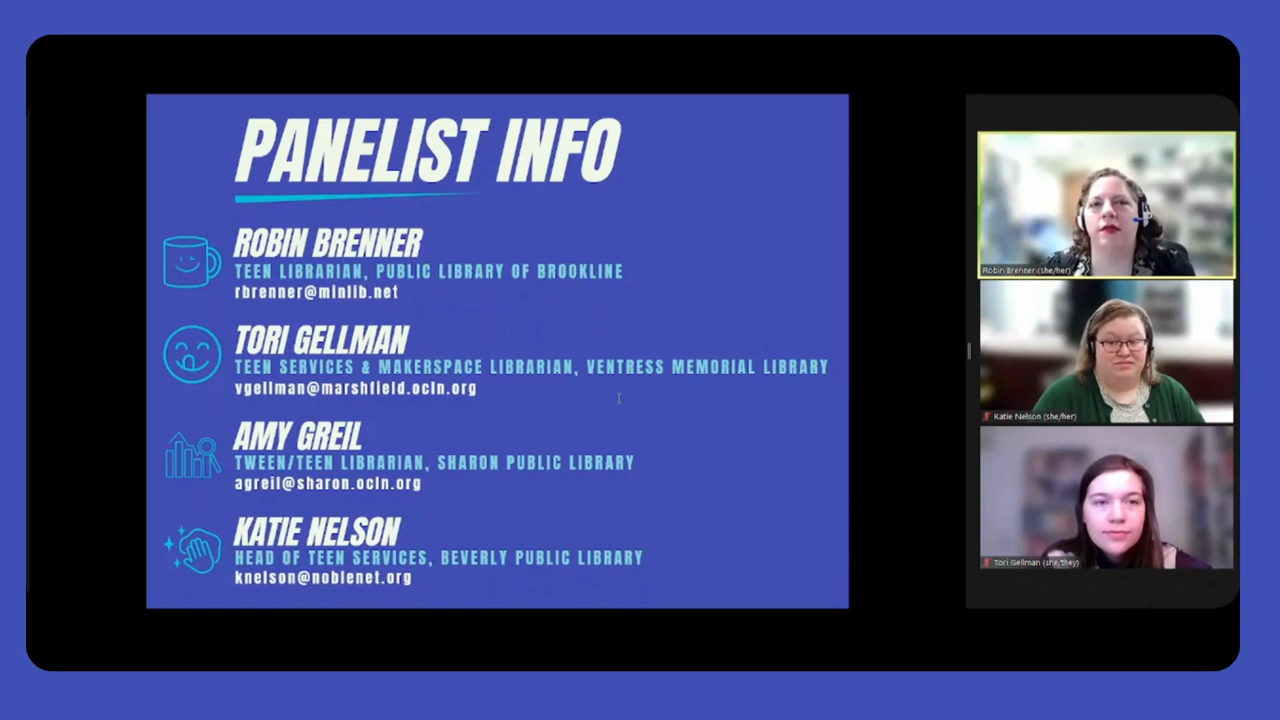 PANELIST INFO
ROBIN BRENNER
TEEN LIBRARIAN, PUBLIC LIBRARY OF BROOKLINE
rbrenner@minlib.net
TORI GELLMAN
TEEN SERVICES & MAKERSPACE LIBRARIAN, VENTRESS MEMORIAL LIBRARY
vgellman@marshfield.ocln.org
AMY GREIL
TWEEN/TEEN LIBRARIAN, SHARON PUBLIC LIBRARY
agreil@sharon.ocln.org
KATIE NELSON
HEAD OF TEEN SERVICES, BEVERLY PUBLIC LIBRARY
knelson@noblenet.org
Robin Brenner (she/her)
Katie Nelson (she/her)
Tori Gellman (she/they)